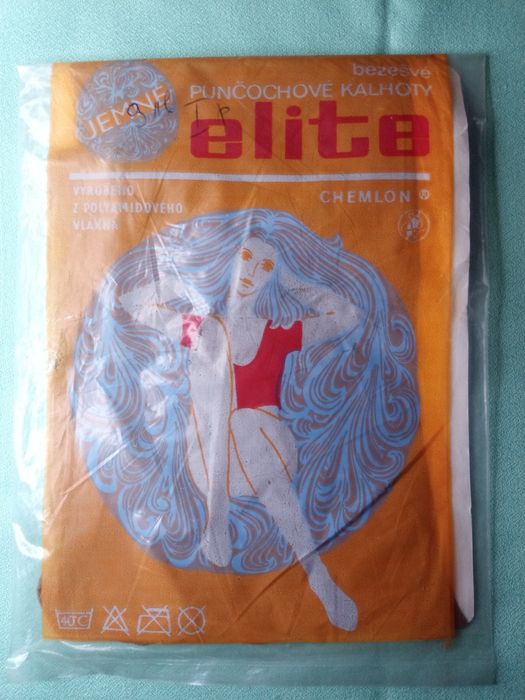 JEMNÉ
bezešvé
PUNČOCHOVÉ KALHOTY
elite
VYROBENO
Z POLYAMIDOVÉHO
VLÁKNA
CHEMLON ®
40°C